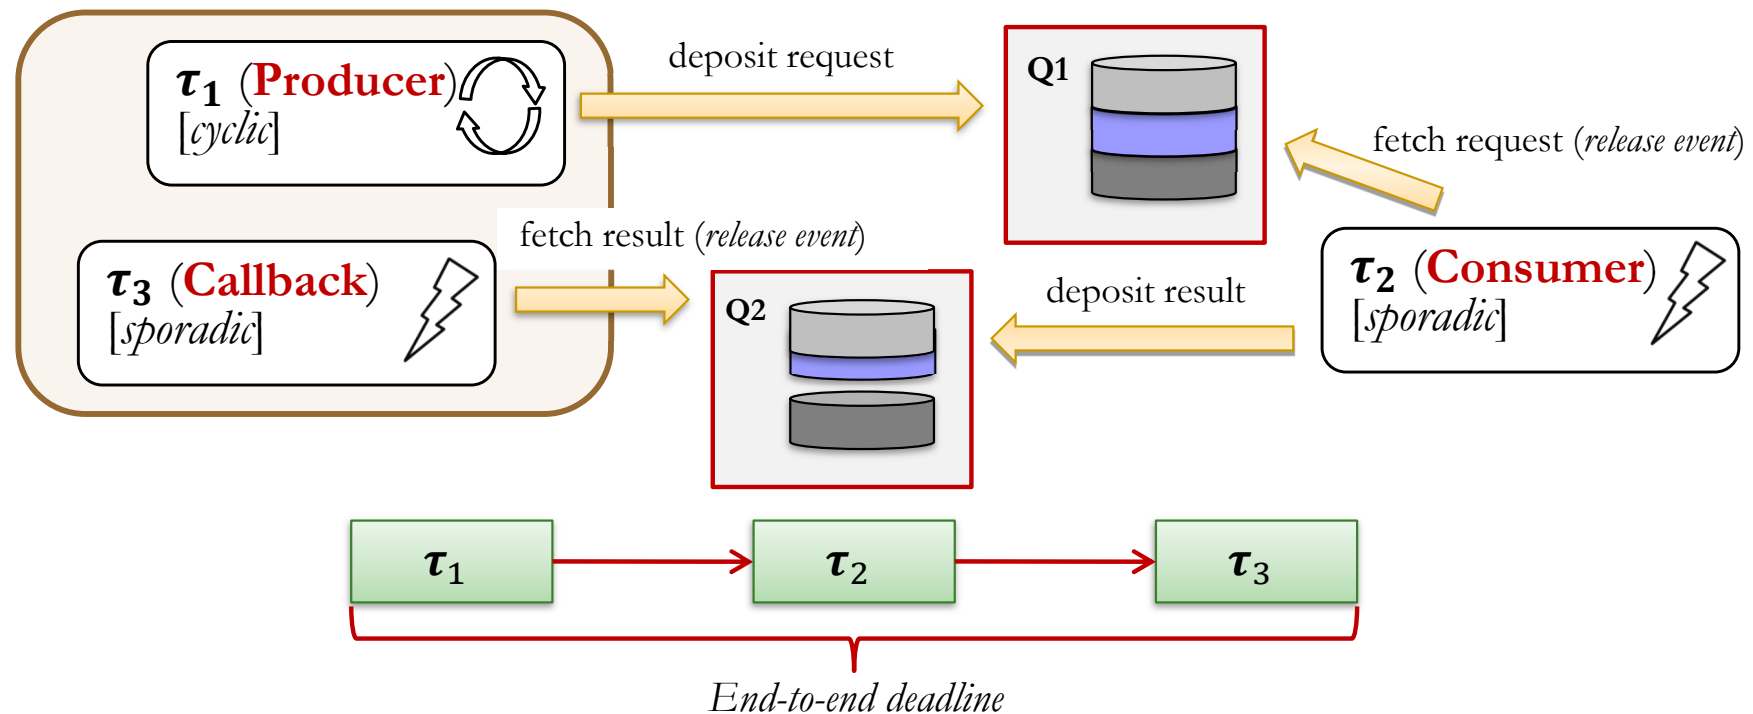 τ₁ (Producer)
[cyclic]
deposit request
Q1
fetch request (release event)
τ₃ (Callback)
[sporadic]
fetch result (release event)
Q2
deposit result
τ₂ (Consumer)
[sporadic]
τ₁
τ₂
τ₃
End-to-end deadline